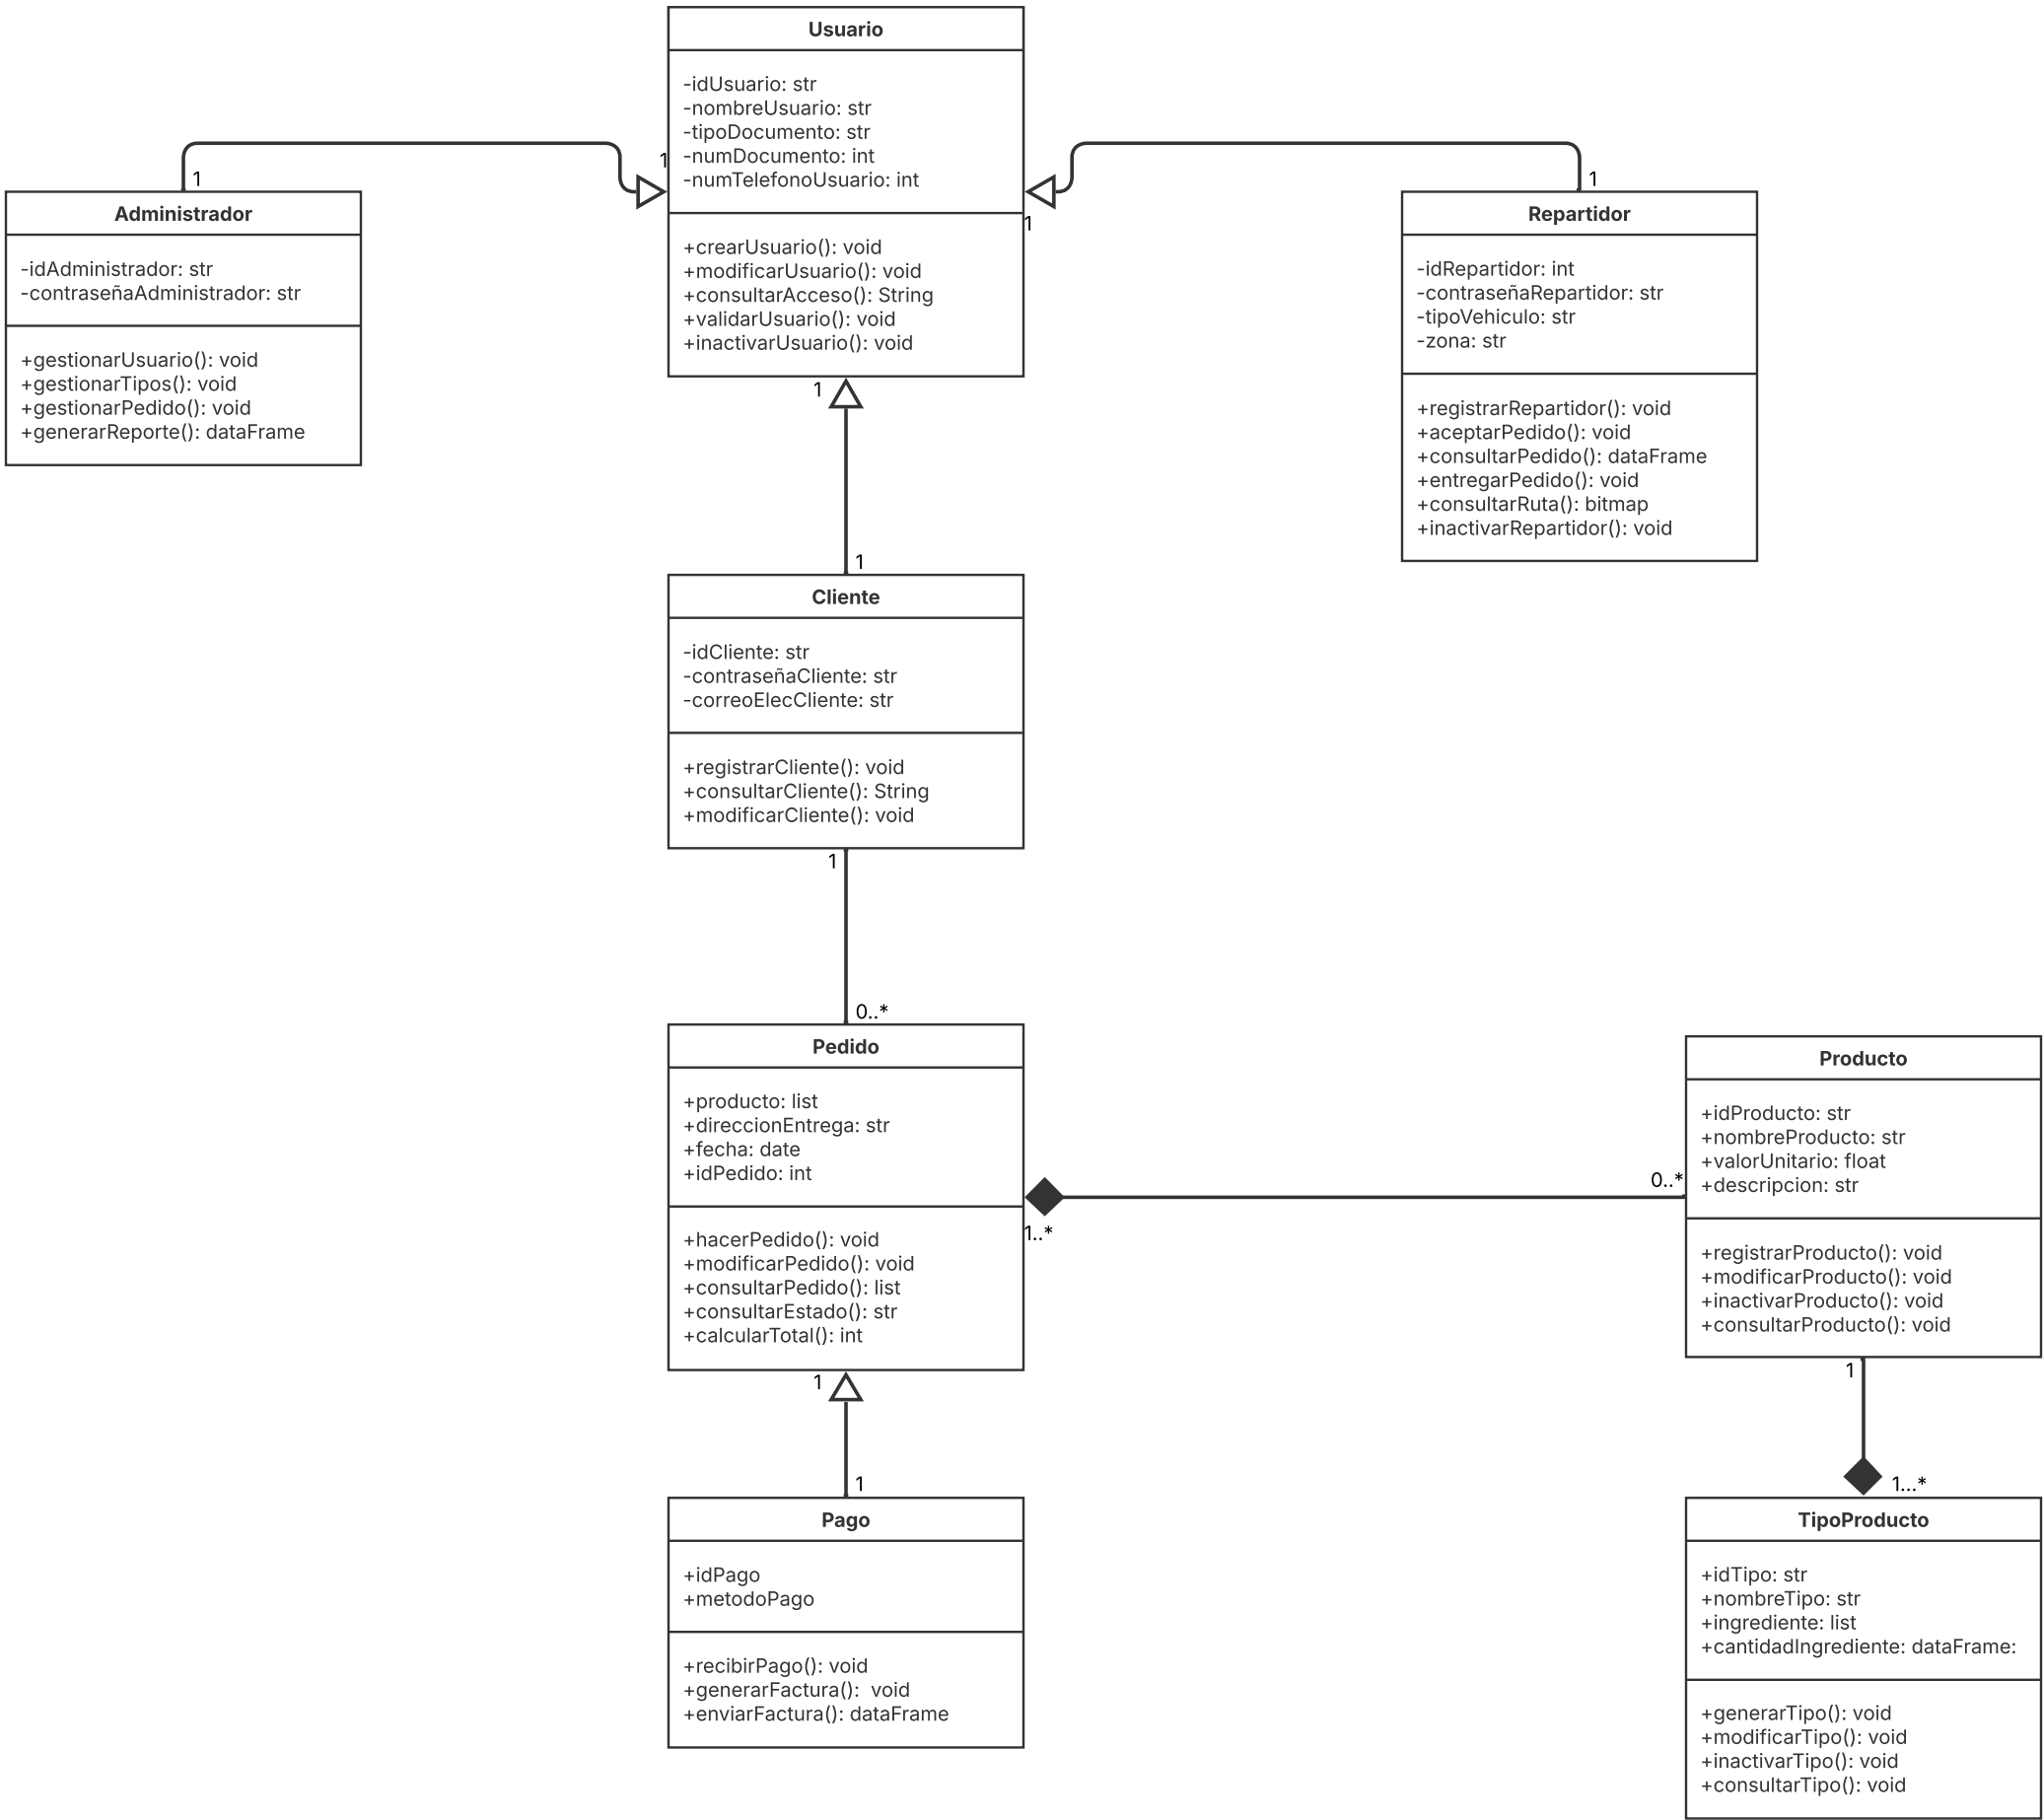 Usuario
-idUsuario: str
-nombreUsuario: str
-tipoDocumento: str
-numDocumento: int
-numTelefonoUsuario: int
+crearUsuario(): void
+modificarUsuario(): void
+consultarAcceso(): String
+validarUsuario(): void
+inactivarUsuario(): void
1
1
1
1
Administrador
-idAdministrador: str
-contraseñaAdministrador: str
+gestionarUsuario(): void
+gestionarTipos(): void
+gestionarPedido(): void
+generarReporte(): dataFrame
Repartidor
-idRepartidor: int
-contraseñaRepartidor: str
-tipoVehiculo: str
-zona: str
+registrarRepartidor(): void
+aceptarPedido(): void
+consultarPedido(): dataFrame
+entregarPedido(): void
+consultarRuta(): bitmap
+inactivarRepartidor(): void
1
1
Cliente
-idCliente: str
-contraseñaCliente: str
-correoElecCliente: str
+registrarCliente(): void
+consultarCliente(): String
+modificarCliente(): void
1
0..*
Pedido
+producto: list
+direccionEntrega: str
+fecha: date
+idPedido: int
+hacerPedido(): void
+modificarPedido(): void
+consultarPedido(): list
+consultarEstado(): str
+calcularTotal(): int
1..*
0..*
Producto
+idProducto: str
+nombreProducto: str
+valorUnitario: float
+descripcion: str
+registrarProducto(): void
+modificarProducto(): void
+inactivarProducto(): void
+consultarProducto(): void
1
1
Pago
+idPago
+metodoPago
+recibirPago(): void
+generarFactura():  void
+enviarFactura(): dataFrame
1
1...*
TipoProducto
+idTipo: str
+nombreTipo: str
+ingrediente: list
+cantidadIngrediente: dataFrame:
+generarTipo(): void
+modificarTipo(): void
+inactivarTipo(): void
+consultarTipo(): void